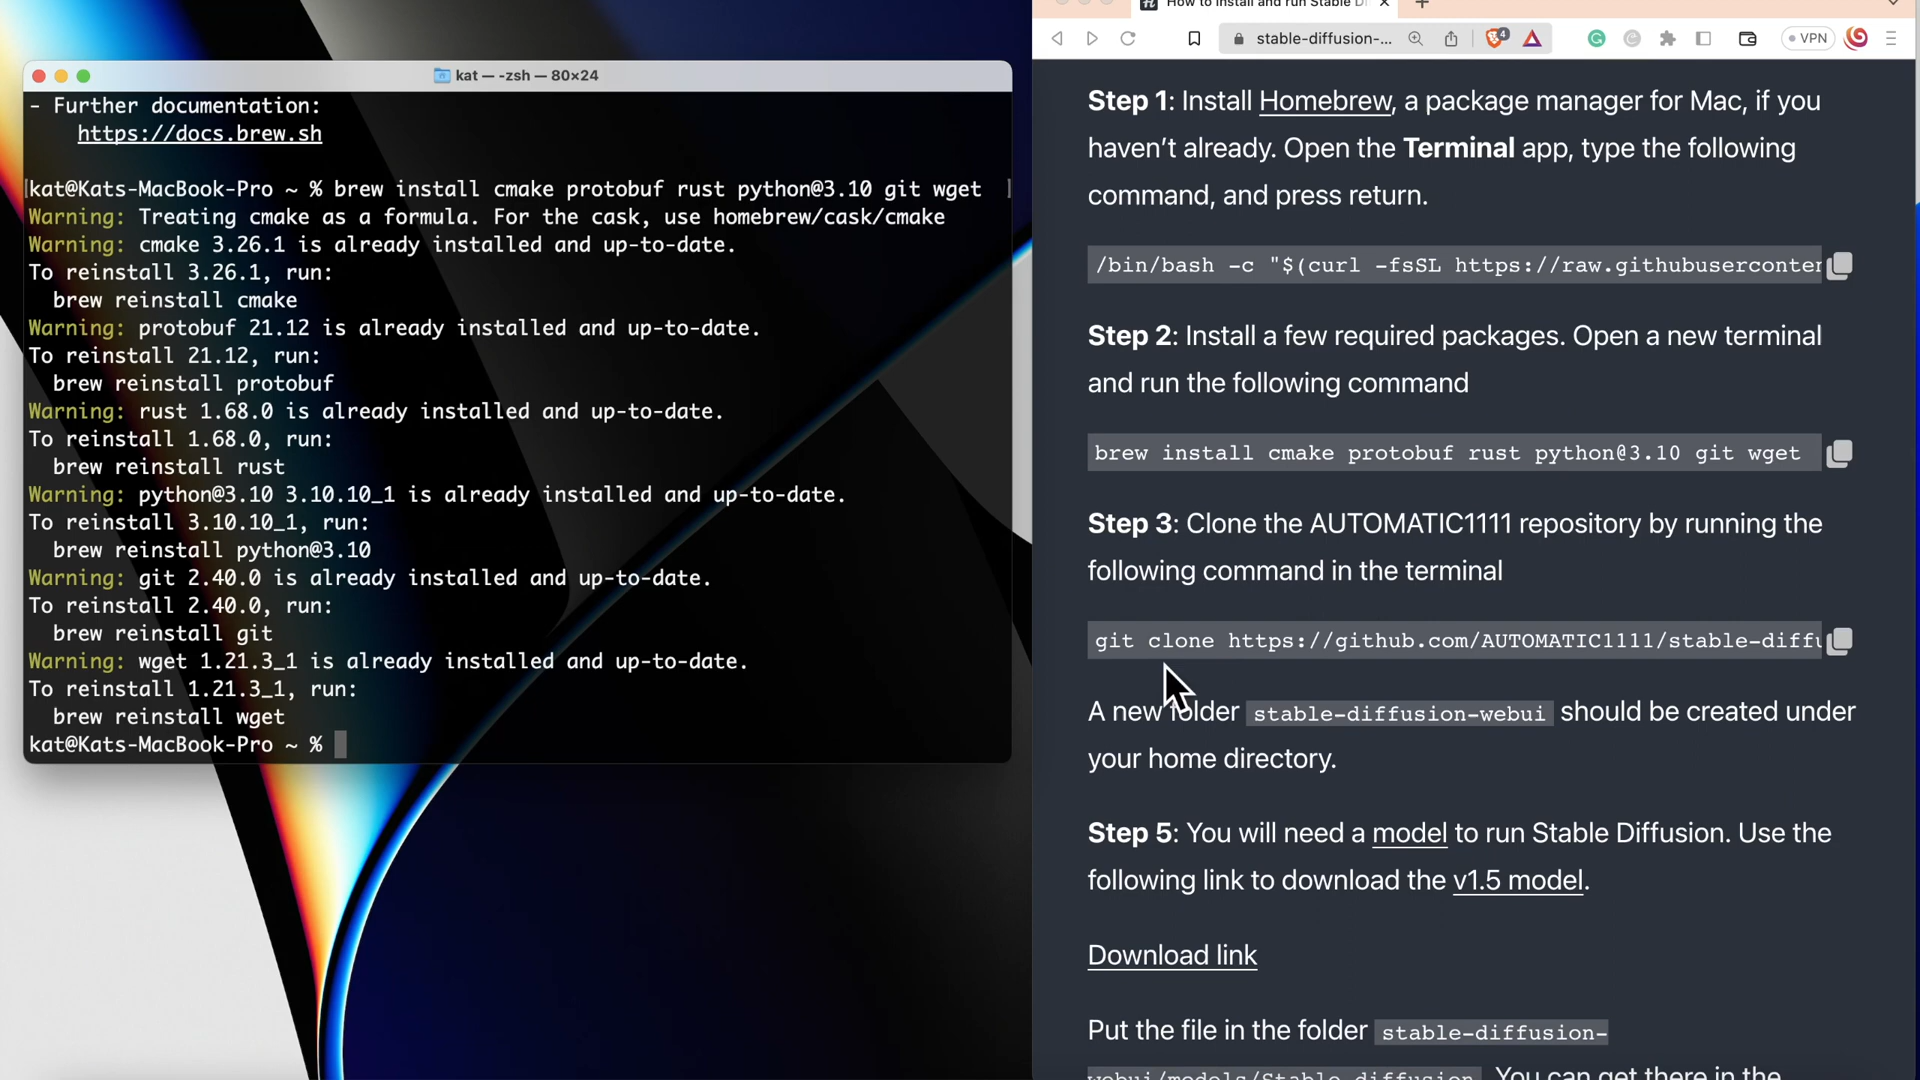 kat — -zsh — 80×24
- Further documentation:
https://docs.brew.sh
kat@Kats-MacBook-Pro ~ % brew install cmake protobuf rust python@3.10 git wget
Warning: Treating cmake as a formula. For the cask, use homebrew/cask/cmake
Warning: cmake 3.26.1 is already installed and up-to-date.
To reinstall 3.26.1, run:
brew reinstall cmake
Warning: protobuf 21.12 is already installed and up-to-date.
To reinstall 21.12, run:
brew reinstall protobuf
Warning: rust 1.68.0 is already installed and up-to-date.
To reinstall 1.68.0, run:
brew reinstall rust
Warning: python@3.10 3.10.10_1 is already installed and up-to-date.
To reinstall 3.10.10_1, run:
brew reinstall python@3.10
Warning: git 2.40.0 is already installed and up-to-date.
To reinstall 2.40.0, run:
brew reinstall git
Warning: wget 1.21.3_1 is already installed and up-to-date.
To reinstall 1.21.3_1, run:
brew reinstall wget
kat@Kats-MacBook-Pro ~ %
How to install and run Stable Di
stable-diffusion-...
4
VPN
Step 1: Install Homebrew, a package manager for Mac, if you
haven't already. Open the Terminal app, type the following
command, and press return.
/bin/bash -c "$(curl -fsSL https://raw.githubuserconten
Step 2: Install a few required packages. Open a new terminal
and run the following command
brew install cmake protobuf rust python@3.10 git wget
Step 3: Clone the AUTOMATIC1111 repository by running the
following command in the terminal
git clone https://github.com/AUTOMATIC1111/stable-diffu
A new folder stable-diffusion-webui should be created under
your home directory.
Step 5: You will need a model to run Stable Diffusion. Use the
following link to download the v1.5 model.
Download link
Put the file in the folder stable-diffusion-
webui/models/Stable-diffusion. You can get there in the